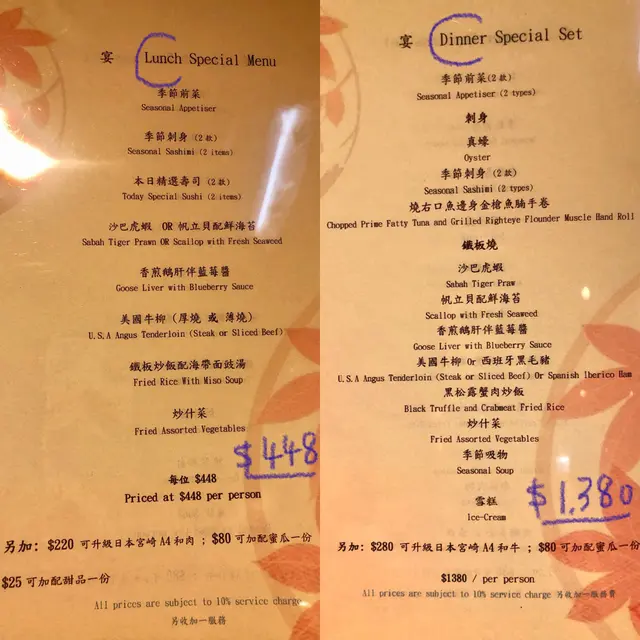 宴 Lunch Special Menu
季節前菜
Seasonal Appetiser
季節刺身 (2 款)
Seasonal Sashimi (2 items)
本日精選壽司 (2 款)
Today Special Sushi (2 items)
沙巴虎蝦 OR 帆立貝配鮮海苔
Sabah Tiger Prawn OR Scallop with Fresh Seaweed
香煎鵝肝伴藍莓醬
Goose Liver with Blueberry Sauce
美國牛柳 (厚燒 或 薄燒)
U.S.A Angus Tenderloin (Steak or Sliced Beef)
鐵板炒飯配海帶面豉湯
Fried Rice With Miso Soup
炒什菜
Fried Assorted Vegetables
$448
每位 $448
Priced at $448 per person
另加: $220 可升級日本宮崎 A4 和肉 ; $80 可加配蜜瓜一份
$25 可加配甜品一份
All prices are subject to 10% service charge
另收加一服務
宴 Dinner Special Set
季節前菜(2 款)
Seasonal Appetizer (2 types)
刺身
真蠔
Oyster
季節刺身 (2 款)
Seasonal Sashimi (2 types)
燒右口魚邊身金槍魚腩手卷
Chopped Prime Fatty Tuna and Grilled Righteye Flounder Muscle Hand Roll
鐵板燒
沙巴虎蝦
Sabah Tiger Praw
帆立貝配鮮海苔
Scallop with Fresh Seaweed
香煎鵝肝伴藍莓醬
Goose Liver with Blueberry Sauce
美國牛柳 Or 西班牙黑毛豬
U.S.A Angus Tenderloin (Steak or Sliced Beef) Or Spanish Iberico Ham
黑松露蟹肉炒飯
Black Truffle and Crabmeat Fried Rice
炒什菜
Fried Assorted Vegetables
季節吸物
Seasonal Soup
雪糕
Ice-Cream
$1,380
另加: $280 可升級日本宮崎 A4 和牛 ; $80 可加配蜜瓜一份
$1380 / per person
All prices are subject to 10% service charge 另收加一服務費